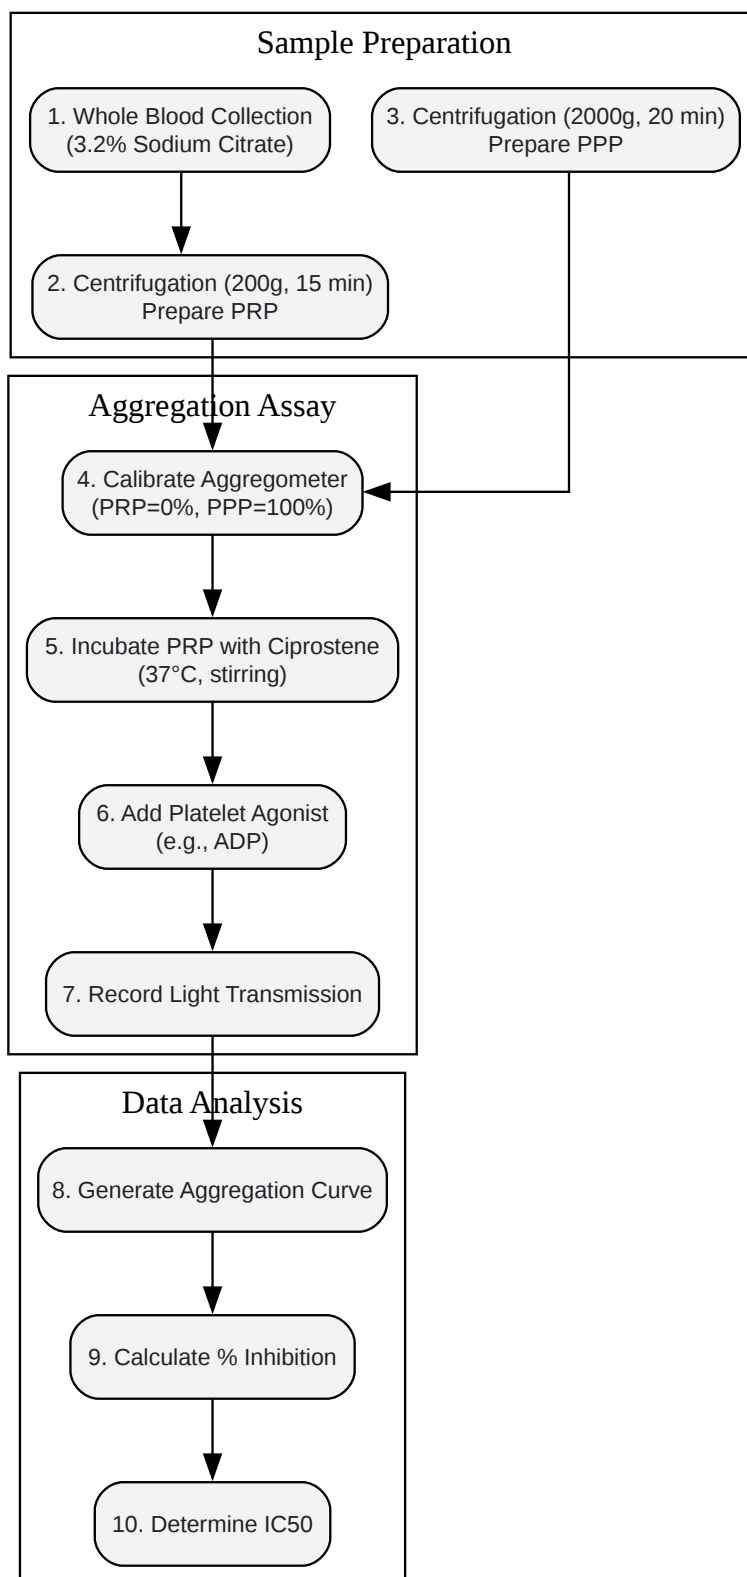 Sample Preparation
1. Whole Blood Collection
(3.2% Sodium Citrate)
3. Centrifugation (2000g, 20 min)
Prepare PPP
2. Centrifugation (200g, 15 min)
Prepare PRP
Aggregation Assay
4. Calibrate Aggregometer
(PRP=0%, PPP=100%)
5. Incubate PRP with Ciprostene
(37°C, stirring)
6. Add Platelet Agonist
(e.g., ADP)
7. Record Light Transmission
Data Analysis
8. Generate Aggregation Curve
9. Calculate % Inhibition
10. Determine IC50